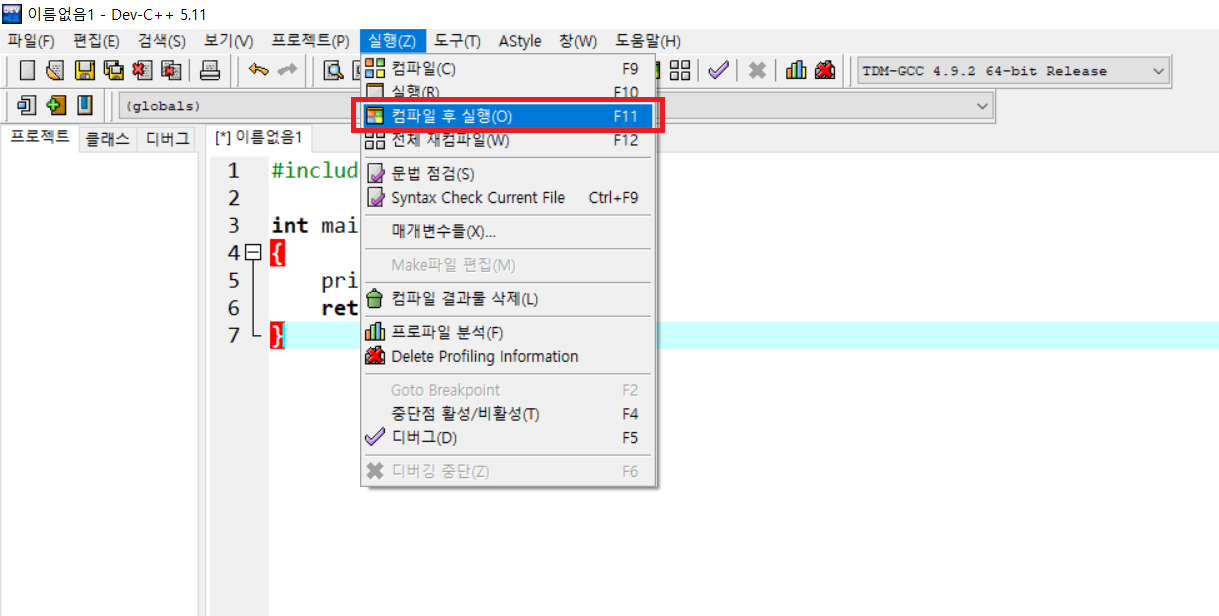 이름없음1 - Dev-C++ 5.11
파일(F) 편집(E) 검색(S) 보기(V) 프로젝트(P) 실행(Z) 도구(T) AStyle 창(W) 도움말(H)
TDM-GCC 4.9.2 64-bit Release
(globals)
프로젝트 클래스 디버그 [*] 이름없음1
컴파일(C) F9
실행(R) F10
컴파일 후 실행(O) F11
전체 재컴파일(W) F12
문법 점검(S)
Syntax Check Current File Ctrl+F9
매개변수들(X)...
Make파일 편집(M)
컴파일 결과물 삭제(L)
프로파일 분석(F)
Delete Profiling Information
Goto Breakpoint F2
중단점 활성/비활성(T) F4
디버그(D) F5
디버깅 중단(Z) F6
1 #includ
2
3 int mai
4 {
5 pri
6 ret
7 }